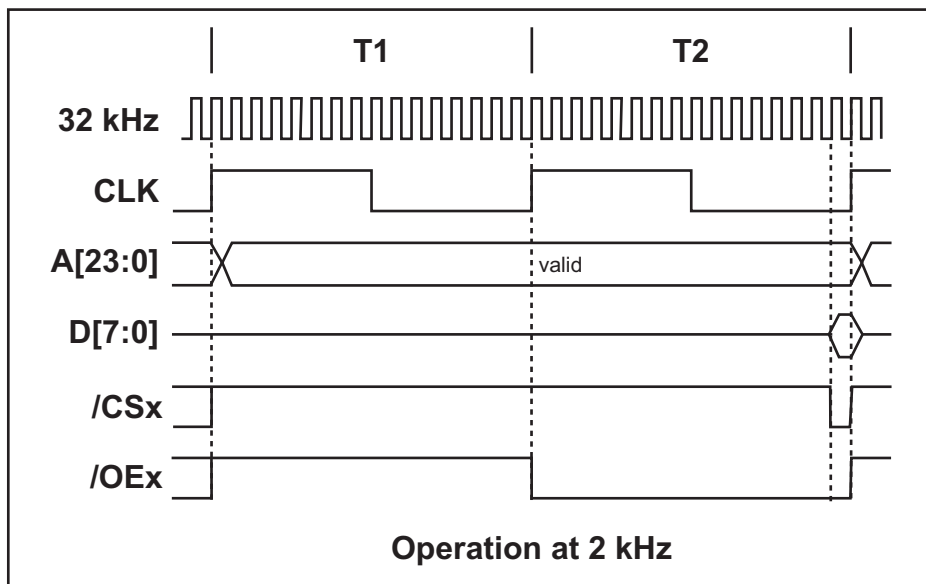 T1 T2
32 kHz
CLK
A[23:0] valid
D[7:0]
/CSx
/OEx
Operation at 2 kHz